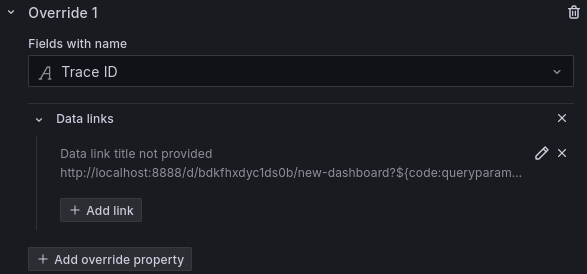 Override 1
Fields with name
Trace ID
Data links
Data link title not provided
http://localhost:8888/d/bdkfhxdyc1ds0b/new-dashboard?${code:queryparam...
+ Add link
+ Add override property